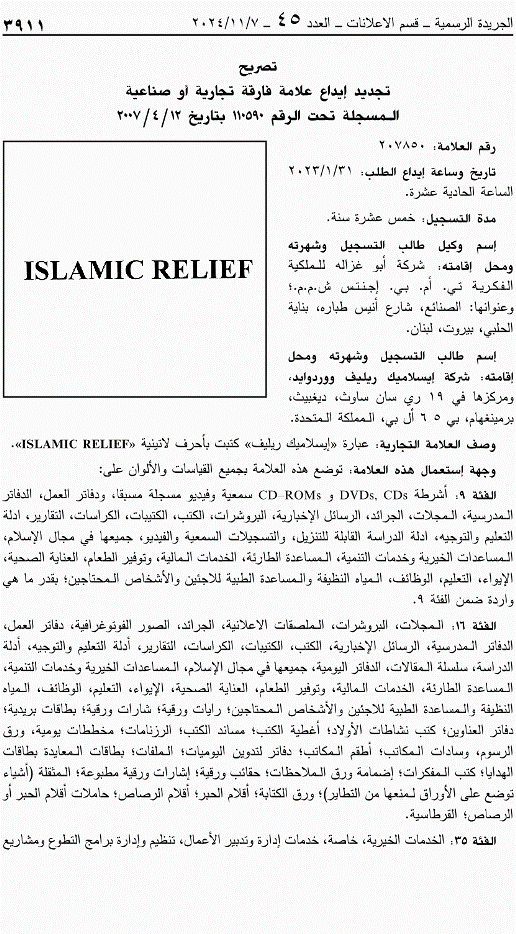 الجريدة الرسمية ــ قسم الاعلانات ــ العدد ٤٥ ــ ٢٠٢٤/١١/٧
٣٩١١
تصريح
تجديد إيداع علامة فارقة تجارية أو صناعية
المسجلة تحت الرقم ١١٠٥٩٠ بتاريخ ٢٠٠٧/٤/١٢
رقم العلامة: ٢٠٧٨٥٠
تاريخ وساعة إيداع الطلب: ٢٠٢٣/١/٣١
الساعة الحادية عشرة.
مدة التسجيل: خمس عشرة سنة.
إسم وكيل طالب التسجيل وشهرته
ومحل إقامته: شركة أبو غزاله للملكية
الفكرية تي. أم. بي. إجنتس ش.م.م.؛
وعنوانها: الصنائع، شارع أنيس طباره، بناية
الحلبي، بيروت، لبنان.
إسم طالب التسجيل وشهرته ومحل
إقامته: شركة إيسلاميك ريليف ووردوايد،
ومركزها في ١٩ ري سان ساوث، ديغبيث،
برمينغهام، بي ٥ ٦ أل بي، المملكة المتحدة.
ISLAMIC RELIEF
وصف العلامة التجارية: عبارة «إيسلاميك ريليف» كتبت بأحرف لاتينية «ISLAMIC RELIEF».
وجهة إستعمال هذه العلامة: توضع هذه العلامة بجميع القياسات والألوان على:
الفئة ٩: أشرطة DVDs, CDs و CD–ROMs سمعية وفيديو مسجلة مسبقا، ودفاتر العمل، الدفاتر
المدرسية، المجلات، الجرائد، الرسائل الإخبارية، البروشرات، الكتب، الكتيبات، الكراسات، التقارير، ادلة
التعليم والتوجيه، ادلة الدراسة القابلة للتنزيل، والتسجيلات السمعية والفيديو، جميعها في مجال الإسلام،
المساعدات الخيرية وخدمات التنمية، المساعدة الطارئة، الخدمات المالية، وتوفير الطعام، العناية الصحية،
الإيواء، التعليم، الوظائف، المياه النظيفة والمساعدة الطبية للاجئين والأشخاص المحتاجين؛ بقدر ما هي
واردة ضمن الفئة ٩.
الفئة ١٦: المجلات، البروشرات، الملصقات الاعلانية، الجرائد، الصور الفوتوغرافية، دفاتر العمل،
الدفاتر المدرسية، الرسائل الإخبارية، الكتب، الكتيبات، الكراسات، التقارير، أدلة التعليم والتوجيه، أدلة
الدراسة، سلسلة المقالات، الدفاتر اليومية، جميعها في مجال الإسلام، المساعدات الخيرية وخدمات التنمية،
المساعدة الطارئة، الخدمات المالية، وتوفير الطعام، العناية الصحية، الإيواء، التعليم، الوظائف، المياه
النظيفة والمساعدة الطبية للاجئين والأشخاص المحتاجين؛ رايات ورقية؛ شارات ورقية؛ بطاقات بريدية؛
دفاتر العناوين؛ كتب نشاطات الأولاد؛ أغطية الكتب؛ مساند الكتب؛ الرزنامات؛ مخططات يومية، ورق
الرسوم، وسادات المكاتب؛ أطقم المكاتب؛ دفاتر لتدوين اليوميات؛ الملفات؛ بطاقات المعايدة بطاقات
الهدايا؛ كتب المفكرات؛ إضمامة ورق الملاحظات؛ حقائب ورقية؛ إشارات ورقية مطبوعة؛ المثقلة (أشياء
توضع على الأوراق لمنعها من التطاير)؛ ورق الكتابة؛ أقلام الحبر؛ أقلام الرصاص؛ حاملات أقلام الحبر أو
الرصاص؛ القرطاسية.
الفئة ٣٥: الخدمات الخيرية، خاصة، خدمات إدارة وتدبير الأعمال، تنظيم وإدارة برامج التطوع ومشاريع